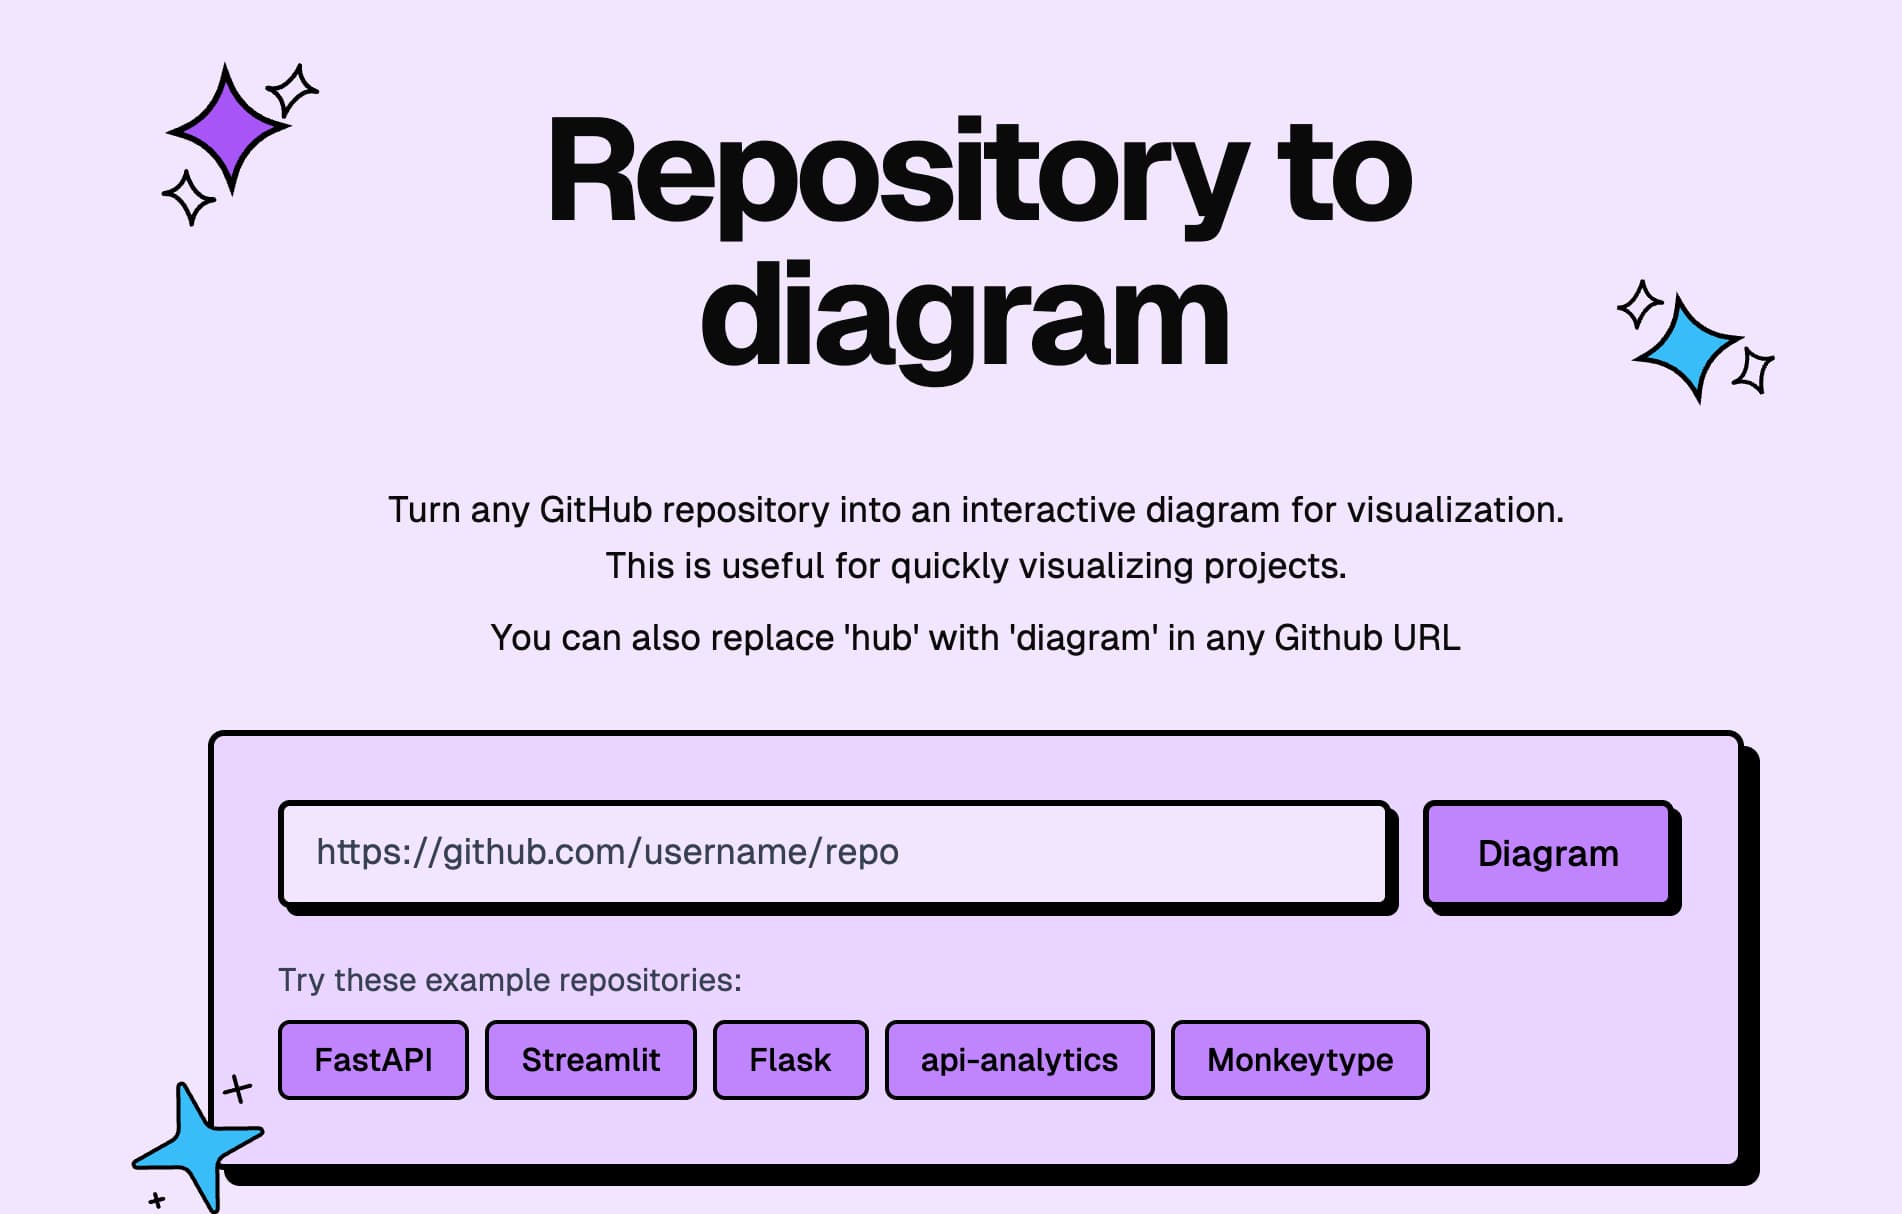 Repository to
diagram
Turn any GitHub repository into an interactive diagram for visualization.
This is useful for quickly visualizing projects.
You can also replace 'hub' with 'diagram' in any Github URL
https://github.com/username/repo
Diagram
Try these example repositories:
FastAPI
Streamlit
Flask
api-analytics
Monkeytype